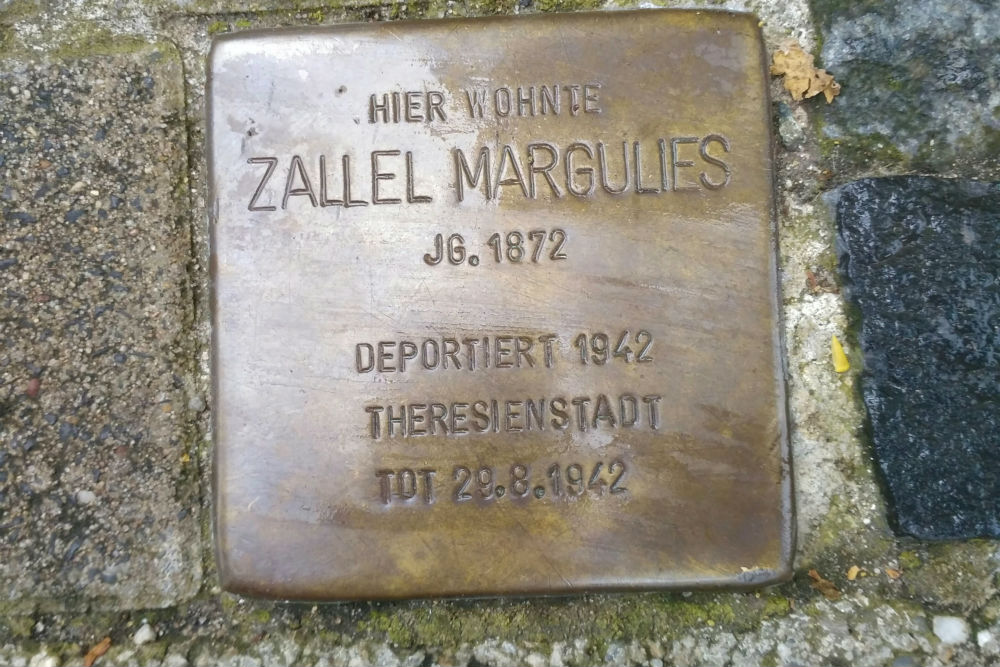 HIER WOHNTE
ZALLEL MARGULIES
JG. 1872
DEPORTIERT 1942
THERESIENSTADT
TOT 29.8.1942